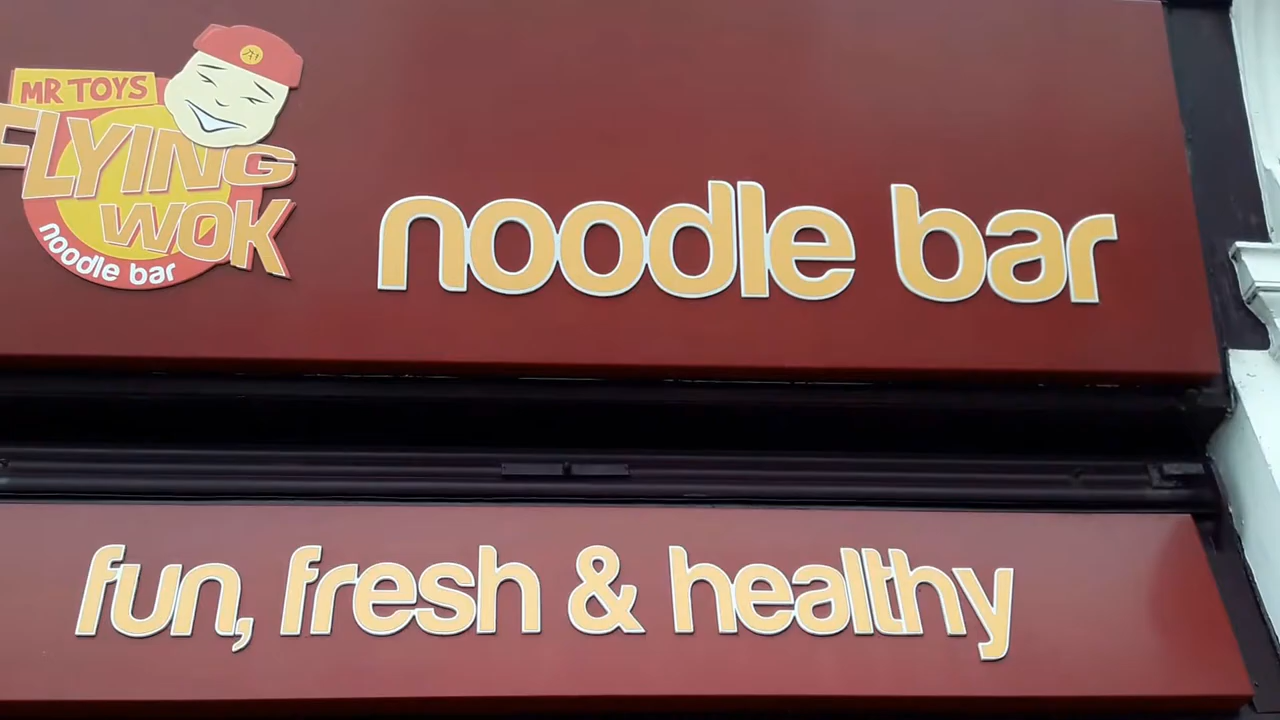 MR TOYS
FLYING
WOK
noodle bar
noodle bar
fun, fresh & healthy